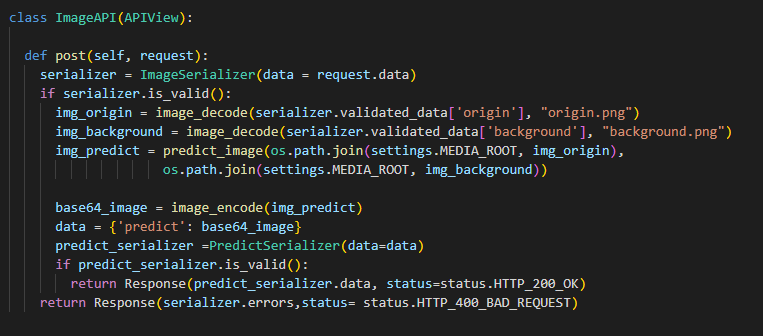 class ImageAPI(APIView):
def post(self, request):
serializer = ImageSerializer(data = request.data)
if serializer.is_valid():
img_origin = image_decode(serializer.validated_data['origin'], "origin.png")
img_background = image_decode(serializer.validated_data['background'], "background.png")
img_predict = predict_image(os.path.join(settings.MEDIA_ROOT, img_origin),
os.path.join(settings.MEDIA_ROOT, img_background))
base64_image = image_encode(img_predict)
data = {'predict': base64_image}
predict_serializer =PredictSerializer(data=data)
if predict_serializer.is_valid():
return Response(predict_serializer.data, status=status.HTTP_200_OK)
return Response(serializer.errors,status= status.HTTP_400_BAD_REQUEST)